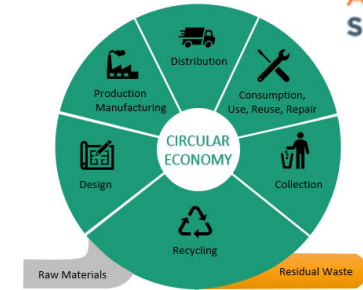 Distribution
Production
Manufacturing
Consumption,
Use, Reuse, Repair
CIRCULAR
ECONOMY
Design
Collection
Recycling
Raw Materials
Residual Waste